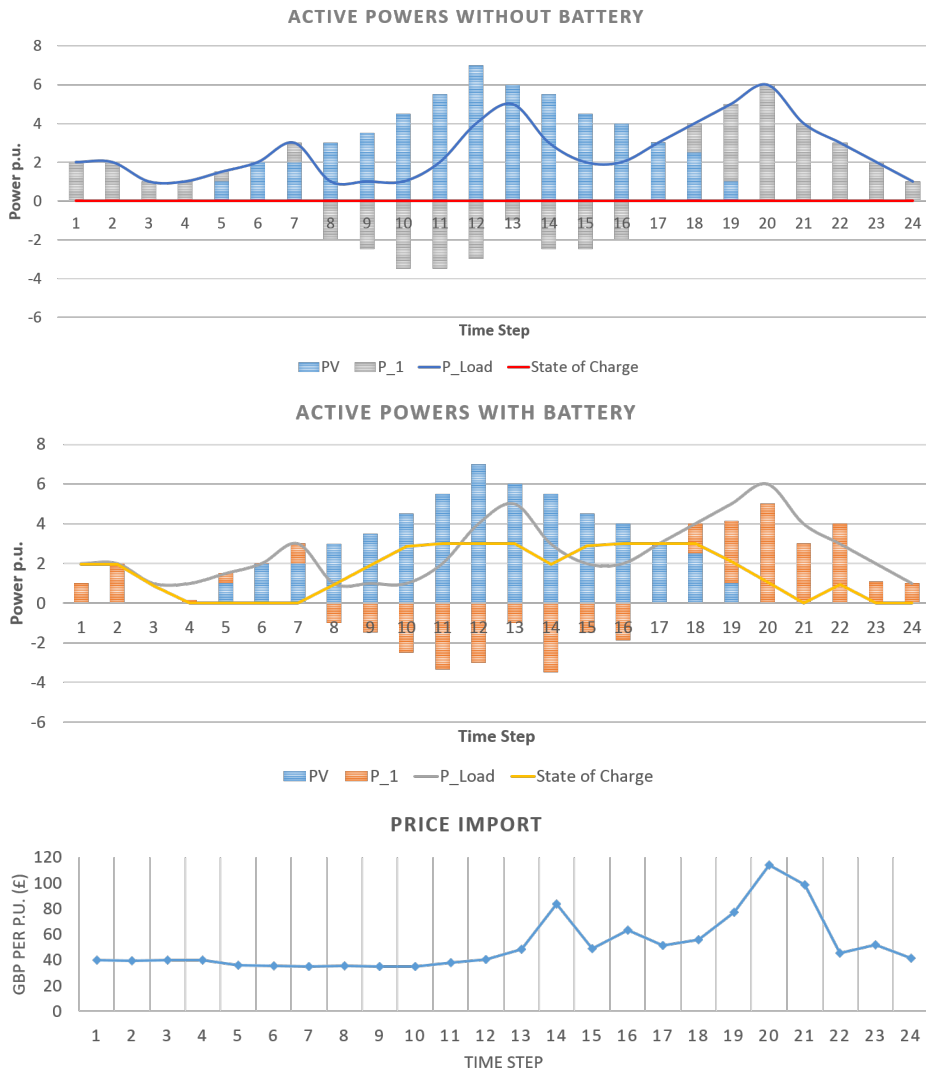 ACTIVE POWERS WITHOUT BATTERY
8
6
4
2
0
-2
-4
-6
Power p.u.
1 2 3 4 5 6 7 8 9 10 11 12 13 14 15 16 17 18 19 20 21 22 23 24
Time Step
PV P_1 P_Load State of Charge
ACTIVE POWERS WITH BATTERY
8
6
4
2
0
-2
-4
-6
Power p.u.
1 2 3 4 5 6 7 8 9 10 11 12 13 14 15 16 17 18 19 20 21 22 23 24
Time Step
PV P_1 P_Load State of Charge
PRICE IMPORT
120
100
80
60
40
20
0
GBP PER P.U. (£)
1 2 3 4 5 6 7 8 9 10 11 12 13 14 15 16 17 18 19 20 21 22 23 24
TIME STEP